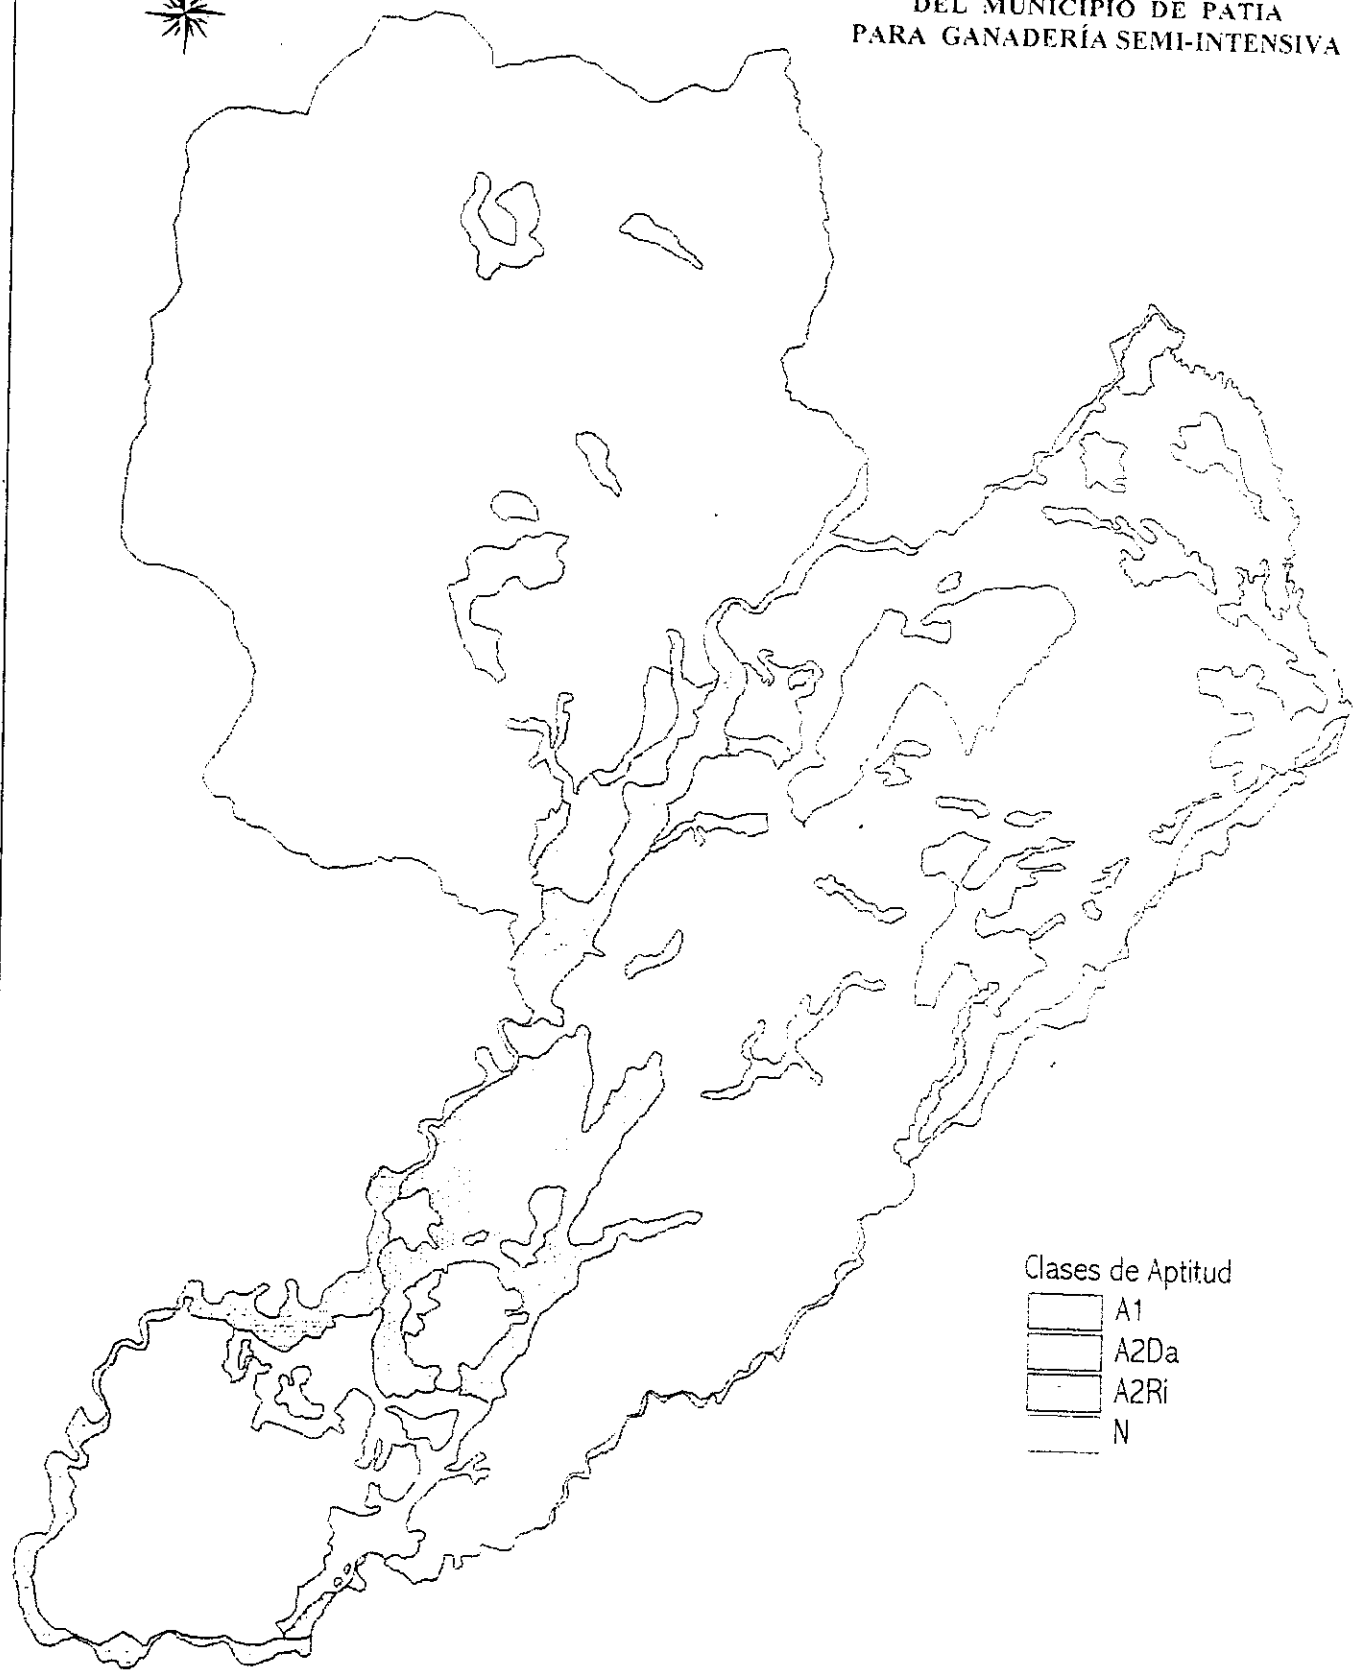 DEL MUNICIPIO DE PATIA
PARA GANADERÍA SEMI-INTENSIVA
Clases de Aptitud
A1
A2Da
A2Ri
N